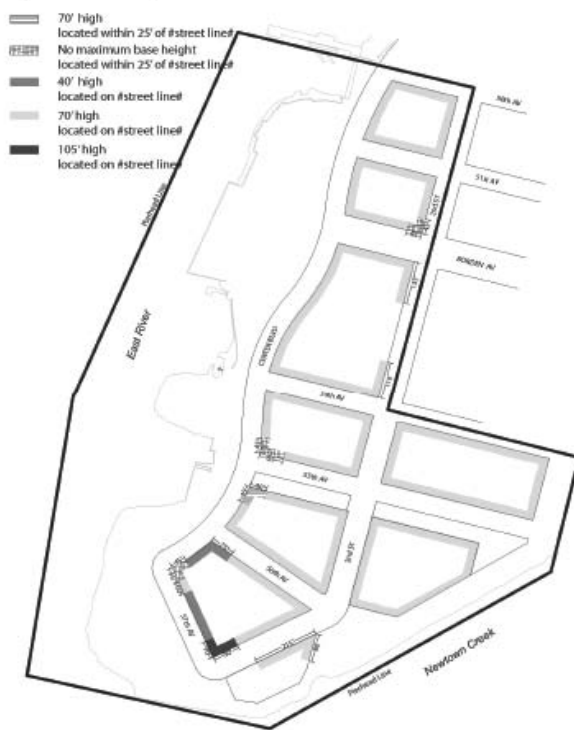 70' high
located within 25' of #street line#
No maximum base height
located within 25' of #street line#
40' high
located on #street line#
70' high
located on #street line#
105' high
located on #street line#
50th AV
51st AV
2nd ST
BORDEN AV
Pierhead Line
East River
CENTER BLVD
54th AV
55th AV
2nd ST
56th AV
57th AV
Newtown Creek
Pierhead Line